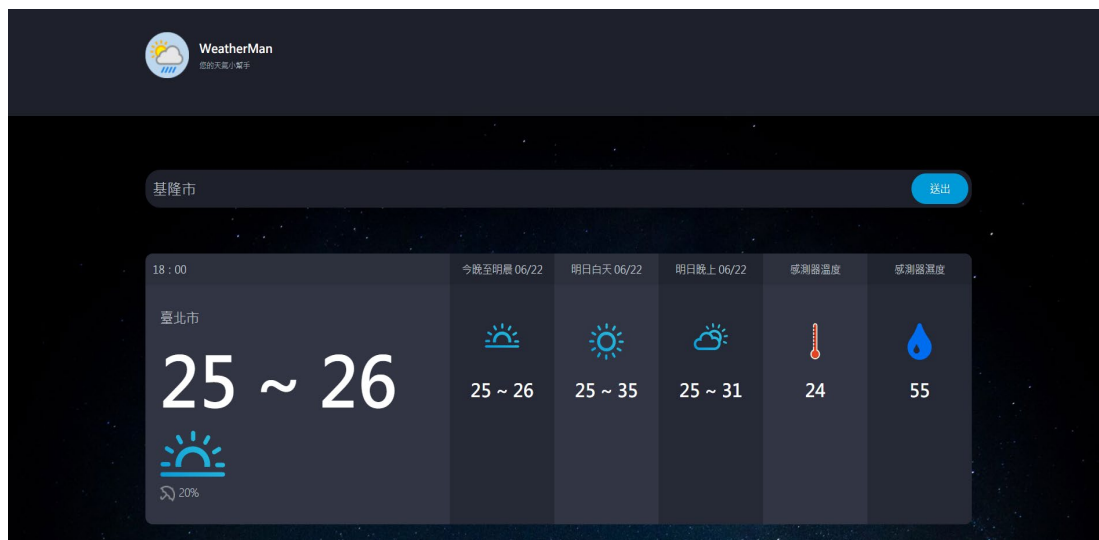 WeatherMan
您的天氣小幫手
基隆市
送出
18 : 00
今晚至明晨 06/22
明日白天 06/22
明日晚上 06/22
感測器溫度
感測器濕度
臺北市
25 ~ 26
25 ~ 26
25 ~ 35
25 ~ 31
24
55
20%